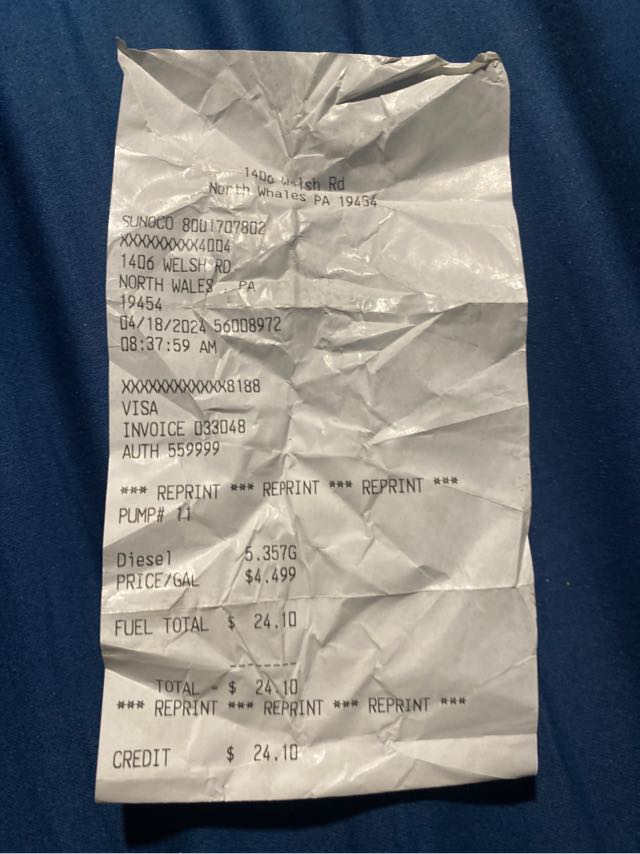 1406 Welsh Rd
North Whales PA 19454
SUNOCO 8001707802
XXXXXXXXX4004
1406 WELSH RD
NORTH WALES , PA
19454
04/18/2024 56008972
08:37:59 AM
XXXXXXXXXXXX8188
VISA
INVOICE 033048
AUTH 559999
*** REPRINT *** REPRINT *** REPRINT ***
PUMP# 11
Diesel 5.357G
PRICE/GAL $4.499
FUEL TOTAL $ 24.10
-------
TOTAL - $ 24.10
*** REPRINT *** REPRINT *** REPRINT ***
CREDIT $ 24.10